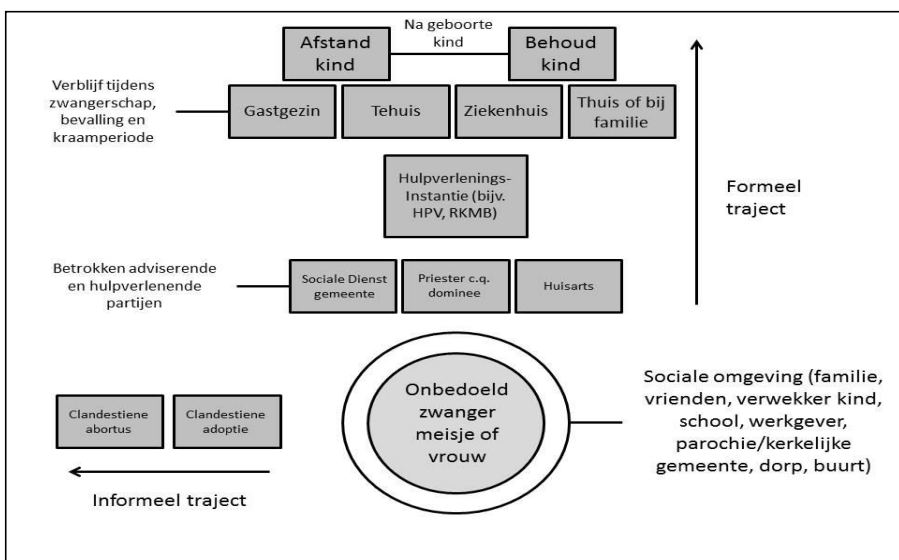 Na geboorte
kind
Afstand
kind
Behoud
kind
Verblijf tijdens
zwangerschap,
bevalling en
kraamperiode
Gastgezin
Tehuis
Ziekenhuis
Thuis of bij
familie
Hulpverlenings-
Instantie (bijv.
HPV, RKMB)
Formeel
traject
Betrokken adviserende
en hulpverlenende
partijen
Sociale Dienst
gemeente
Priester c.q.
dominee
Huisarts
Onbedoeld
zwanger
meisje of
vrouw
Sociale omgeving (familie,
vrienden, verwekker kind,
school, werkgever,
parochie/kerkelijke
gemeente, dorp, buurt)
Clandestiene
abortus
Clandestiene
adoptie
Informeel traject